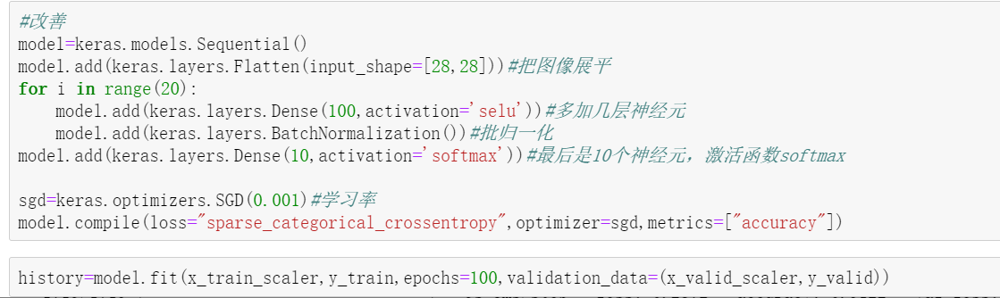 #改善
model=keras.models.Sequential()
model.add(keras.layers.Flatten(input_shape=[28,28]))#把图像展平
for i in range(20):
    model.add(keras.layers.Dense(100,activation='selu'))#多加几层神经元
    model.add(keras.layers.BatchNormalization())#批归一化
model.add(keras.layers.Dense(10,activation='softmax'))#最后是10个神经元，激活函数softmax
sgd=keras.optimizers.SGD(0.001)#学习率
model.compile(loss="sparse_categorical_crossentropy",optimizer=sgd,metrics=["accuracy"])
history=model.fit(x_train_scaler,y_train,epochs=100,validation_data=(x_valid_scaler,y_valid))